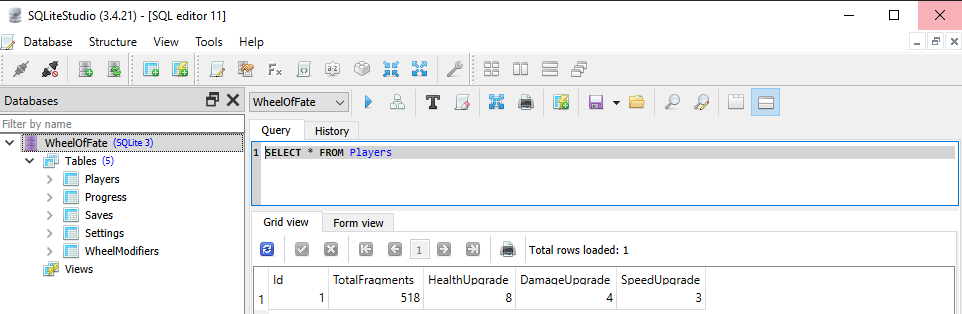 SQLiteStudio (3.4.21) - [SQL editor 11]
Database Structure View Tools Help
Databases
Filter by name
WheelOfFate (SQLite 3)
Tables (5)
Players
Progress
Saves
Settings
WheelModifiers
Views
WheelOfFate
Query History
1 SELECT * FROM Players
Grid view Form view
1 Total rows loaded: 1
Id TotalFragments HealthUpgrade DamageUpgrade SpeedUpgrade
1 1 518 8 4 3